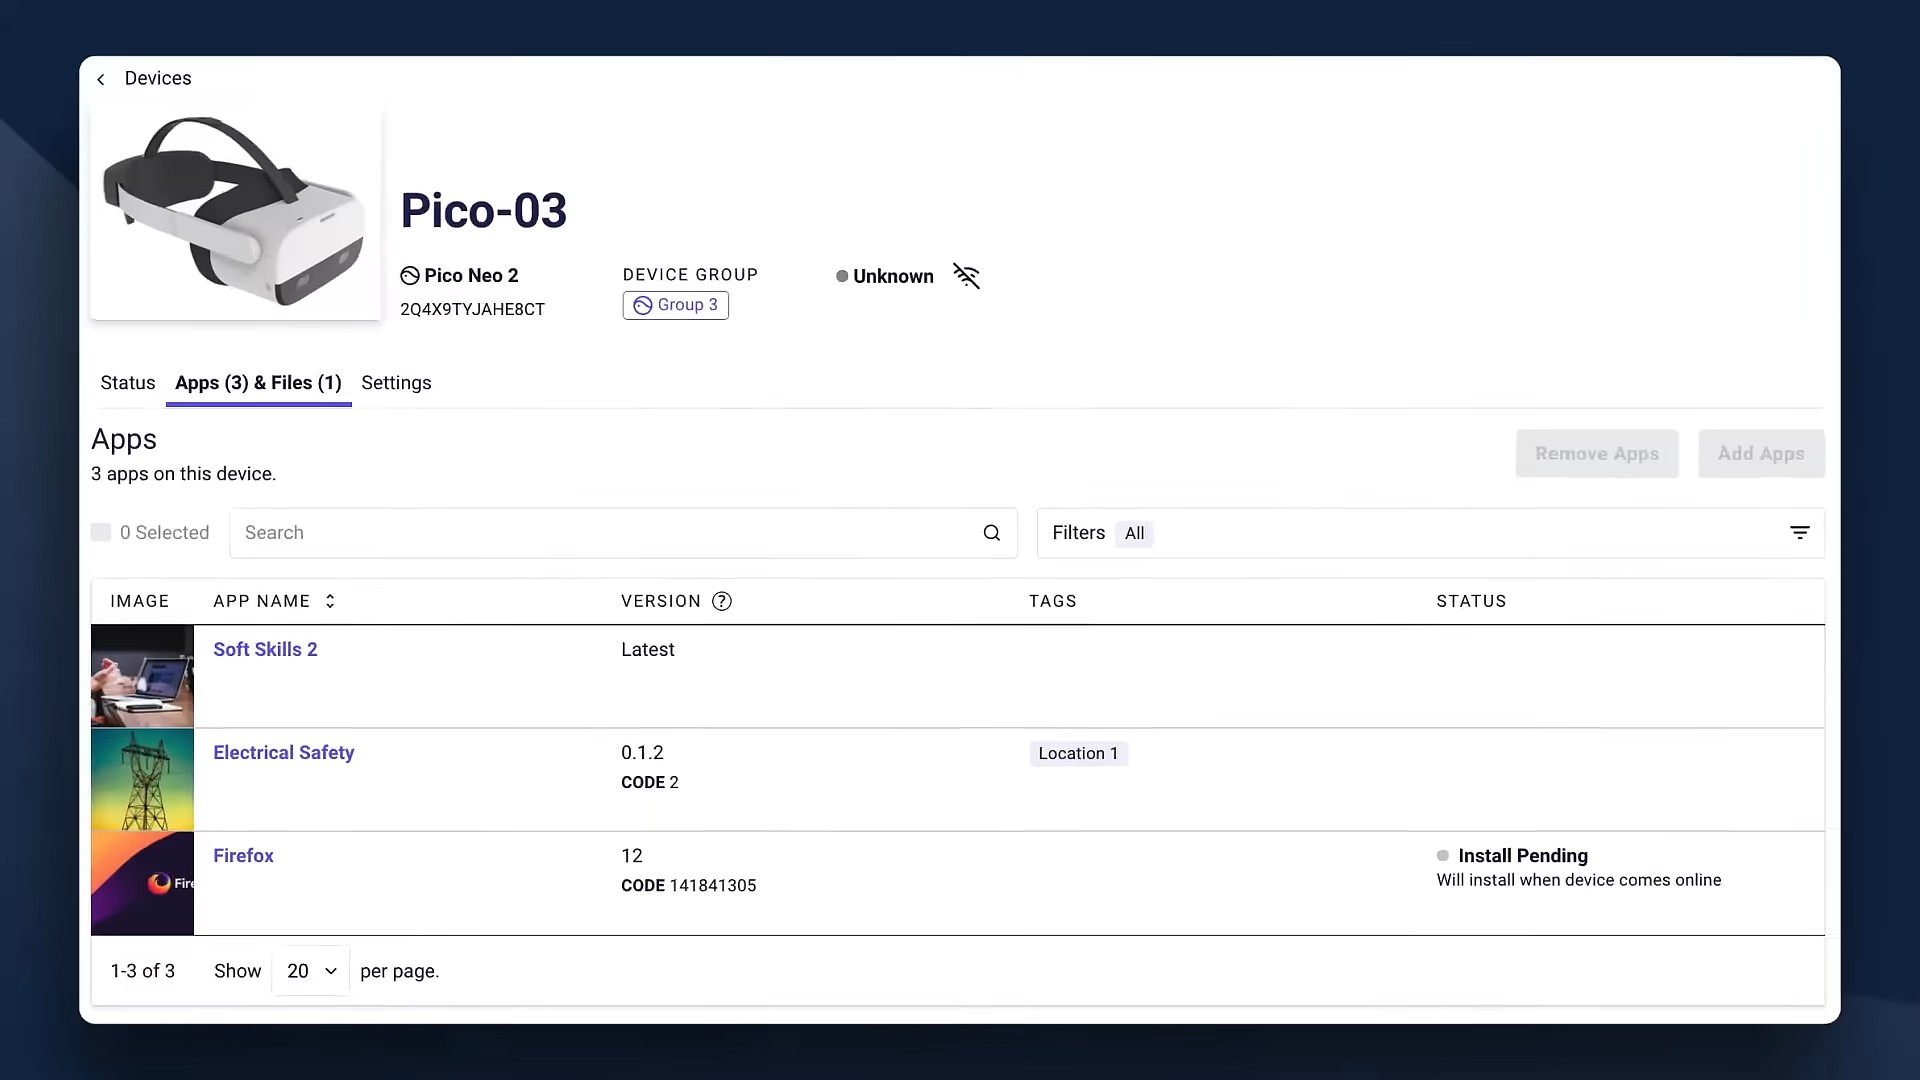 Devices
Pico-03
Pico Neo 2
DEVICE GROUP
Unknown
2Q4X9TYJAHE8CT
Group 3
Status
Apps (3) & Files (1)
Settings
Apps
3 apps on this device.
Remove Apps
Add Apps
0 Selected
Search
Filters
All
IMAGE
APP NAME
VERSION
TAGS
STATUS
Soft Skills 2
Latest
Electrical Safety
0.1.2
CODE 2
Location 1
Fire
Firefox
12
CODE 141841305
Install Pending
Will install when device comes online
1-3 of 3
Show
20
per page.